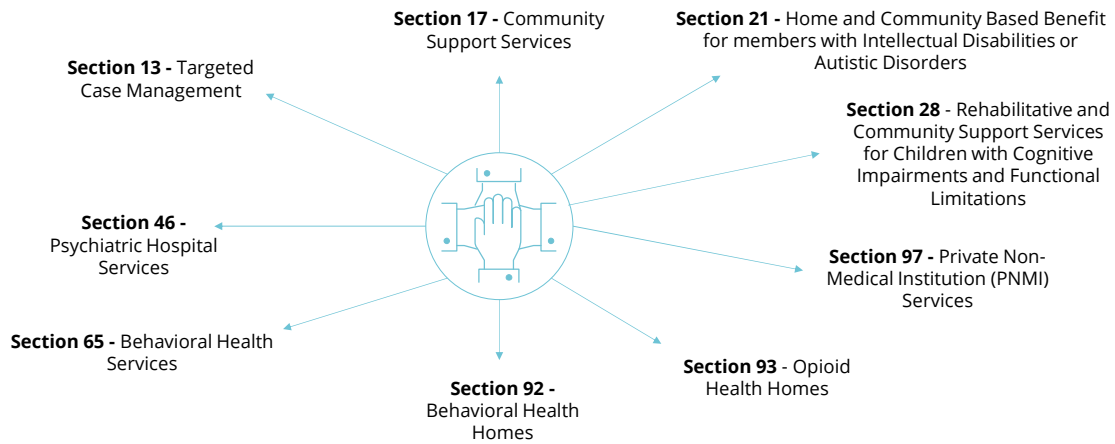 Section 17 - Community
Support Services
Section 21 - Home and Community Based Benefit
for members with Intellectual Disabilities or
Autistic Disorders
Section 13 - Targeted
Case Management
Section 28 - Rehabilitative and
Community Support Services
for Children with Cognitive
Impairments and Functional
Limitations
Section 46 -
Psychiatric Hospital
Services
Section 97 - Private Non-
Medical Institution (PNMI)
Services
Section 65 - Behavioral Health
Services
Section 93 - Opioid
Health Homes
Section 92 -
Behavioral Health
Homes